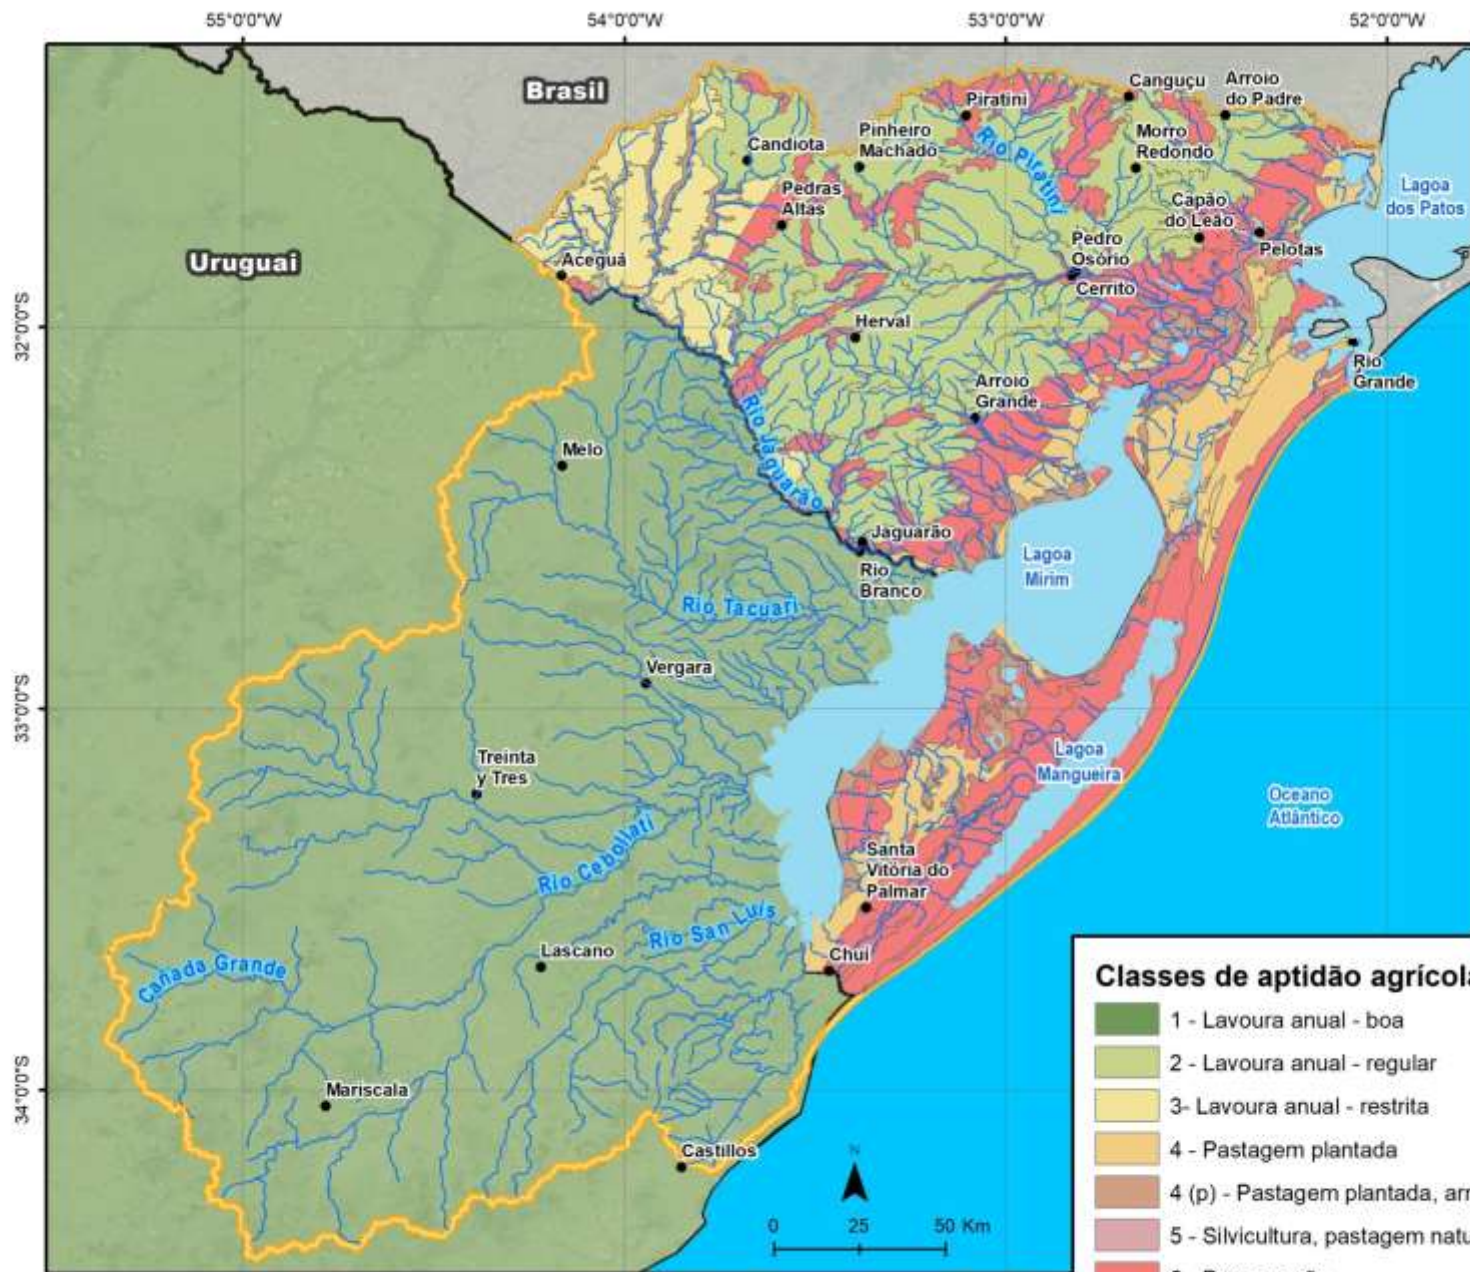 55°0'0"W
54°0'0"W
53°0'0"W
52°0'0"W
Brasil
Canguçu
Arroio
do Padre
Piratini
Pinheiro
Machado
Morro
Redondo
Rio Piratini
Candiota
Pedras
Altas
Capão
do Leão
Lagoa
dos Patos
Uruguai
Aceguá
Pedro
Osório
Pelotas
Cerrito
32°0'0"S
Herval
Rio
Grande
Arroio
Grande
Melo
Rio Jaguarão
Jaguarão
Lagoa
Mirim
Rio
Branco
Rio Tacuarí
Vergara
33°0'0"S
Treinta
y Tres
Lagoa
Mangueira
Oceano
Atlântico
Rio Cebollatí
Santa
Vitória do
Palmar
Rio San Luís
Lascano
Chuí
Cañada Grande
34°0'0"S
Mariscala
Castillos
N
0 25 50 Km
Classes de aptidão agrícola
1 - Lavoura anual - boa
2 - Lavoura anual - regular
3- Lavoura anual - restrita
4 - Pastagem plantada
4 (p) - Pastagem plantada, arr
5 - Silvicultura, pastagem natu